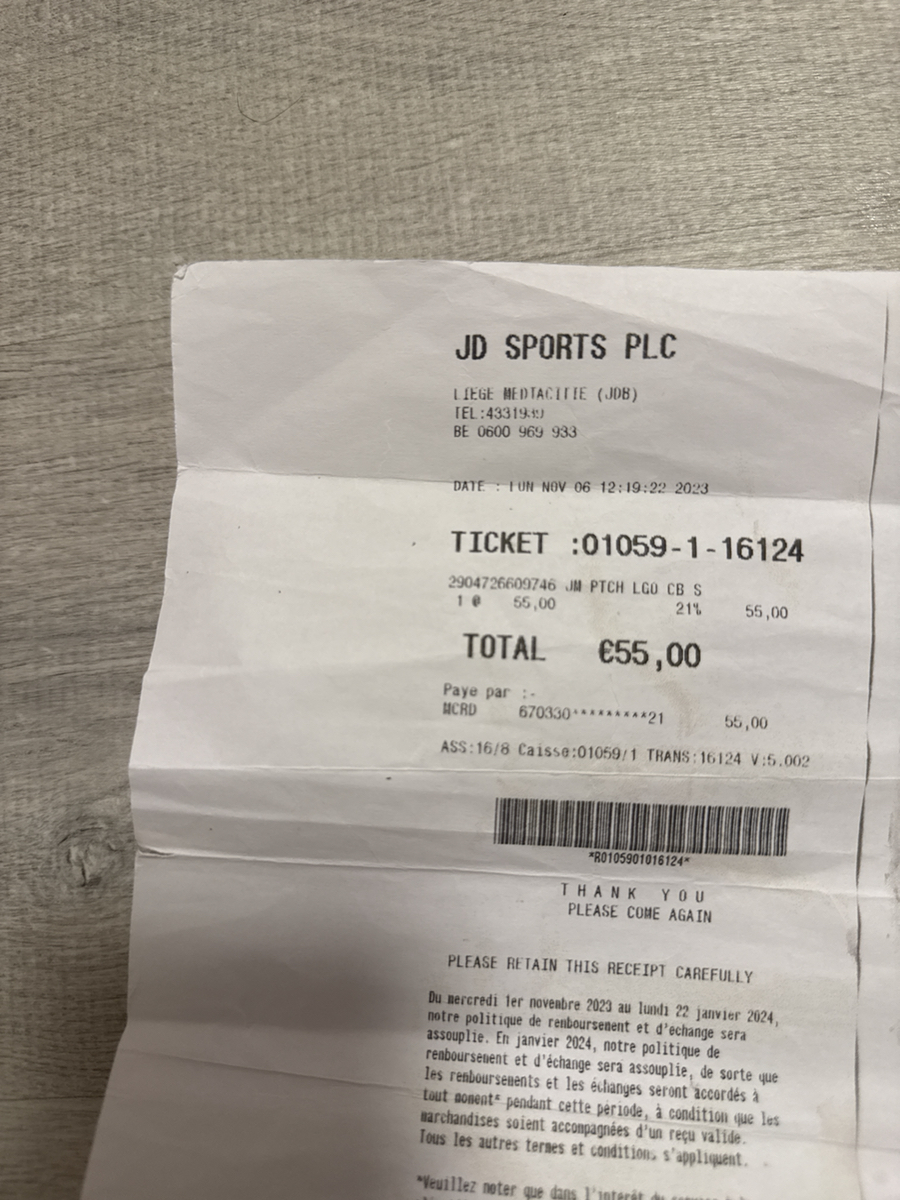 JD SPORTS PLC
LIEGE MEDIACITIE (JDB)
TEL:
BE 0600 969 933
DATE : LUN NOV 06 12:19:22 2023
TICKET :01059-1-16124
2904726609746 JM PTCH LGO CB S
1 @ 55,00 21% 55,00
TOTAL €55,00
Paye par :-
MCRD 670330*********21 55,00
ASS:16/8 Caisse:01059/1 TRANS:16124 V:5.002
*R0105901016124*
THANK YOU
PLEASE COME AGAIN
PLEASE RETAIN THIS RECEIPT CAREFULLY
Du mercredi 1er novembre 2023 au lundi 22 janvier 2024,
notre politique de remboursement et d'échange sera
assouplie. En janvier 2024, notre politique de
remboursement et d'échange sera assouplie, de sorte que
les remboursements et les échanges seront accordés à
tout moment* pendant cette période, à condition que les
marchandises soient accompagnées d'un reçu valide.
Tous les autres termes et conditions s'appliquent.
*Veuillez noter que dans l'intérêt du